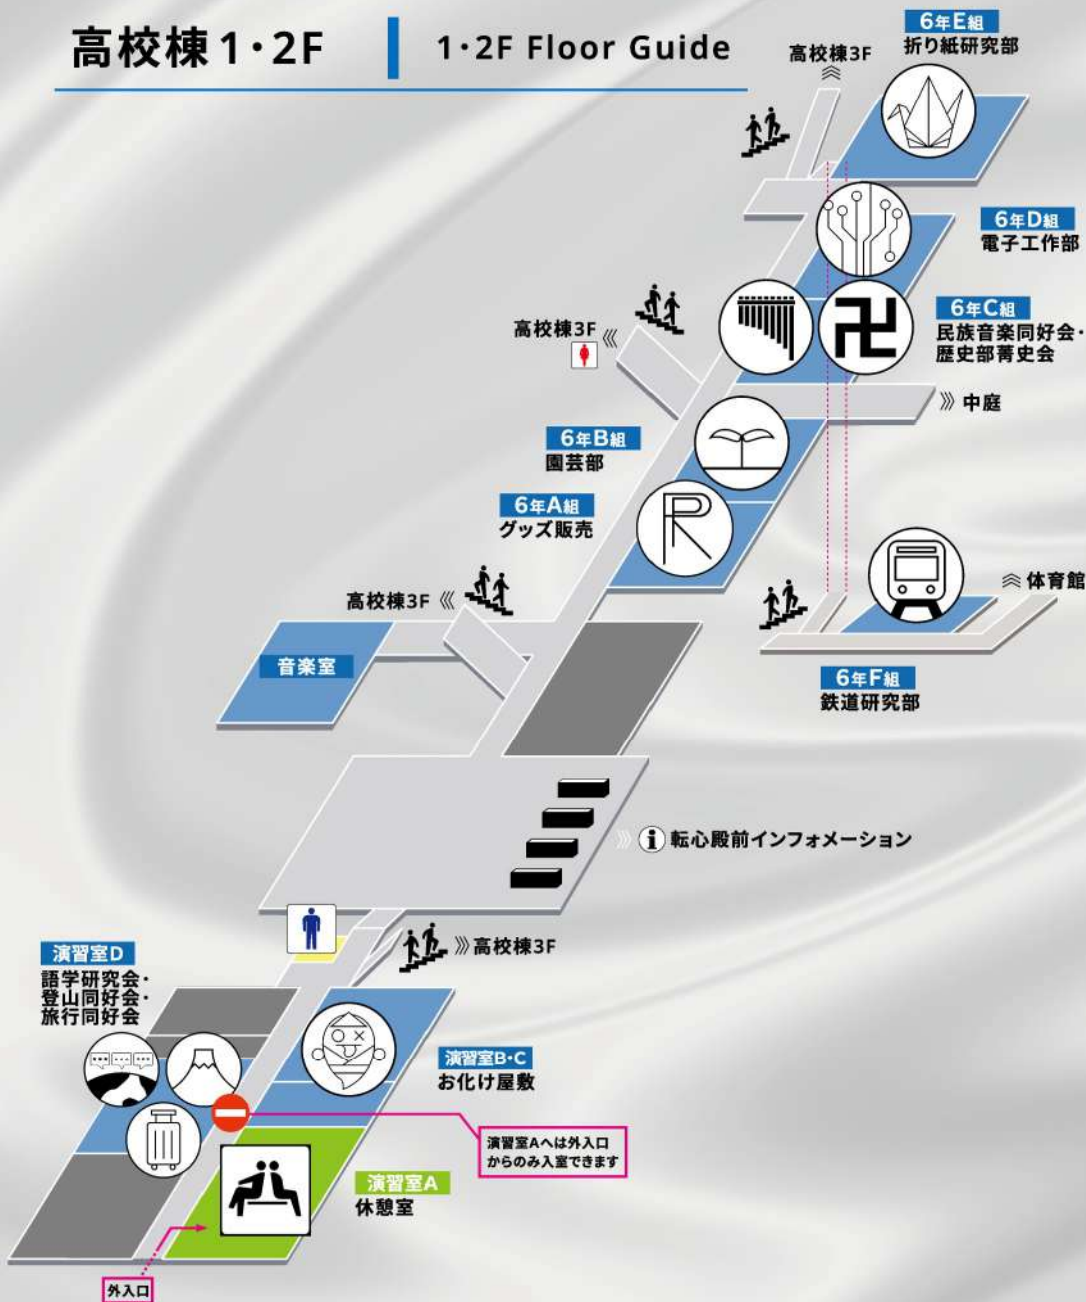 高校棟1・2F
1・2F Floor Guide
6年E組
折り紙研究部
高校棟3F
6年D組
電子工作部
6年C組
民族音楽同好会・
歴史部菁史会
高校棟3F
中庭
6年B組
園芸部
6年A組
グッズ販売
体育館
高校棟3F
音楽室
6年F組
鉄道研究部
i 転心殿前インフォメーション
高校棟3F
演習室D
語学研究会・
登山同好会・
旅行同好会
演習室B・C
お化け屋敷
演習室Aへは外入口
からのみ入室できます
演習室A
休憩室
外入口